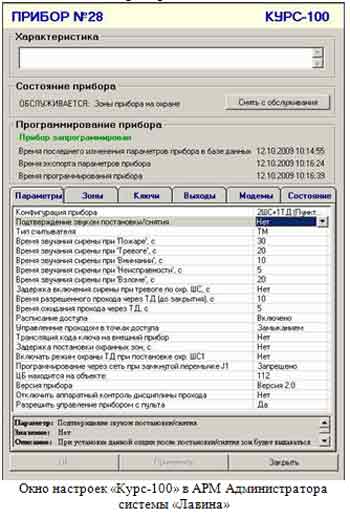 ПРИБОР №28 КУРС-100
Характеристика
Состояние прибора
ОБСЛУЖИВАЕТСЯ: Зоны прибора на охране Снять с обслуживания
Программирование прибора
Прибор запрограммирован
Время последнего изменения параметров прибора в базе данных 12.10.2009 10:14:55
Время экспорта параметров прибора 12.10.2009 10:16:24
Время программирования прибора 12.10.2009 10:16:39
Параметры Зоны Ключи Выходы Модемы Состояние
Конфигурация прибора 2ШС+1ТД (Пункт...
Подтверждение звуком постановки/снятия Нет
Тип считывателя ТМ
Время звучания сирены при 'Пожаре', с 30
Время звучания сирены при 'Тревоге', с 20
Время звучания сирены при 'Внимании', с 10
Время звучания сирены при 'Неисправности', с 5
Время звучания сирены при 'Взломе', с 20
Задержка включения сирены при тревоге по охр. ШС, с Нет
Время разрешенного прохода через ТД (до закрытия), с 10
Время ожидания прохода через ТД, с 5
Расписание доступа Включено
Управление проходом в точках доступа Замыканием
Трансляция кода ключа на внешний прибор Нет
Задержка постановки охранных зон, с Нет
Включать режим охраны ТД при постановке охр. ШС1 Нет
Программирование через сеть при замкнутой перемычке J1 Запрещено
ЦБ находится на объекте: 112
Версия прибора Версия 2.0
Отключить аппаратный контроль дисциплины прохода Нет
Разрешить управление прибором с пульта Да
Параметр: Подтверждение звуком постановки/снятия
Значение: Нет
Описание: При установки данной опции после постановки/снятия зон будет выдаваться
ОК Применить Закрыть
Окно настроек «Курс-100» в АРМ Администратора
системы «Лавина»